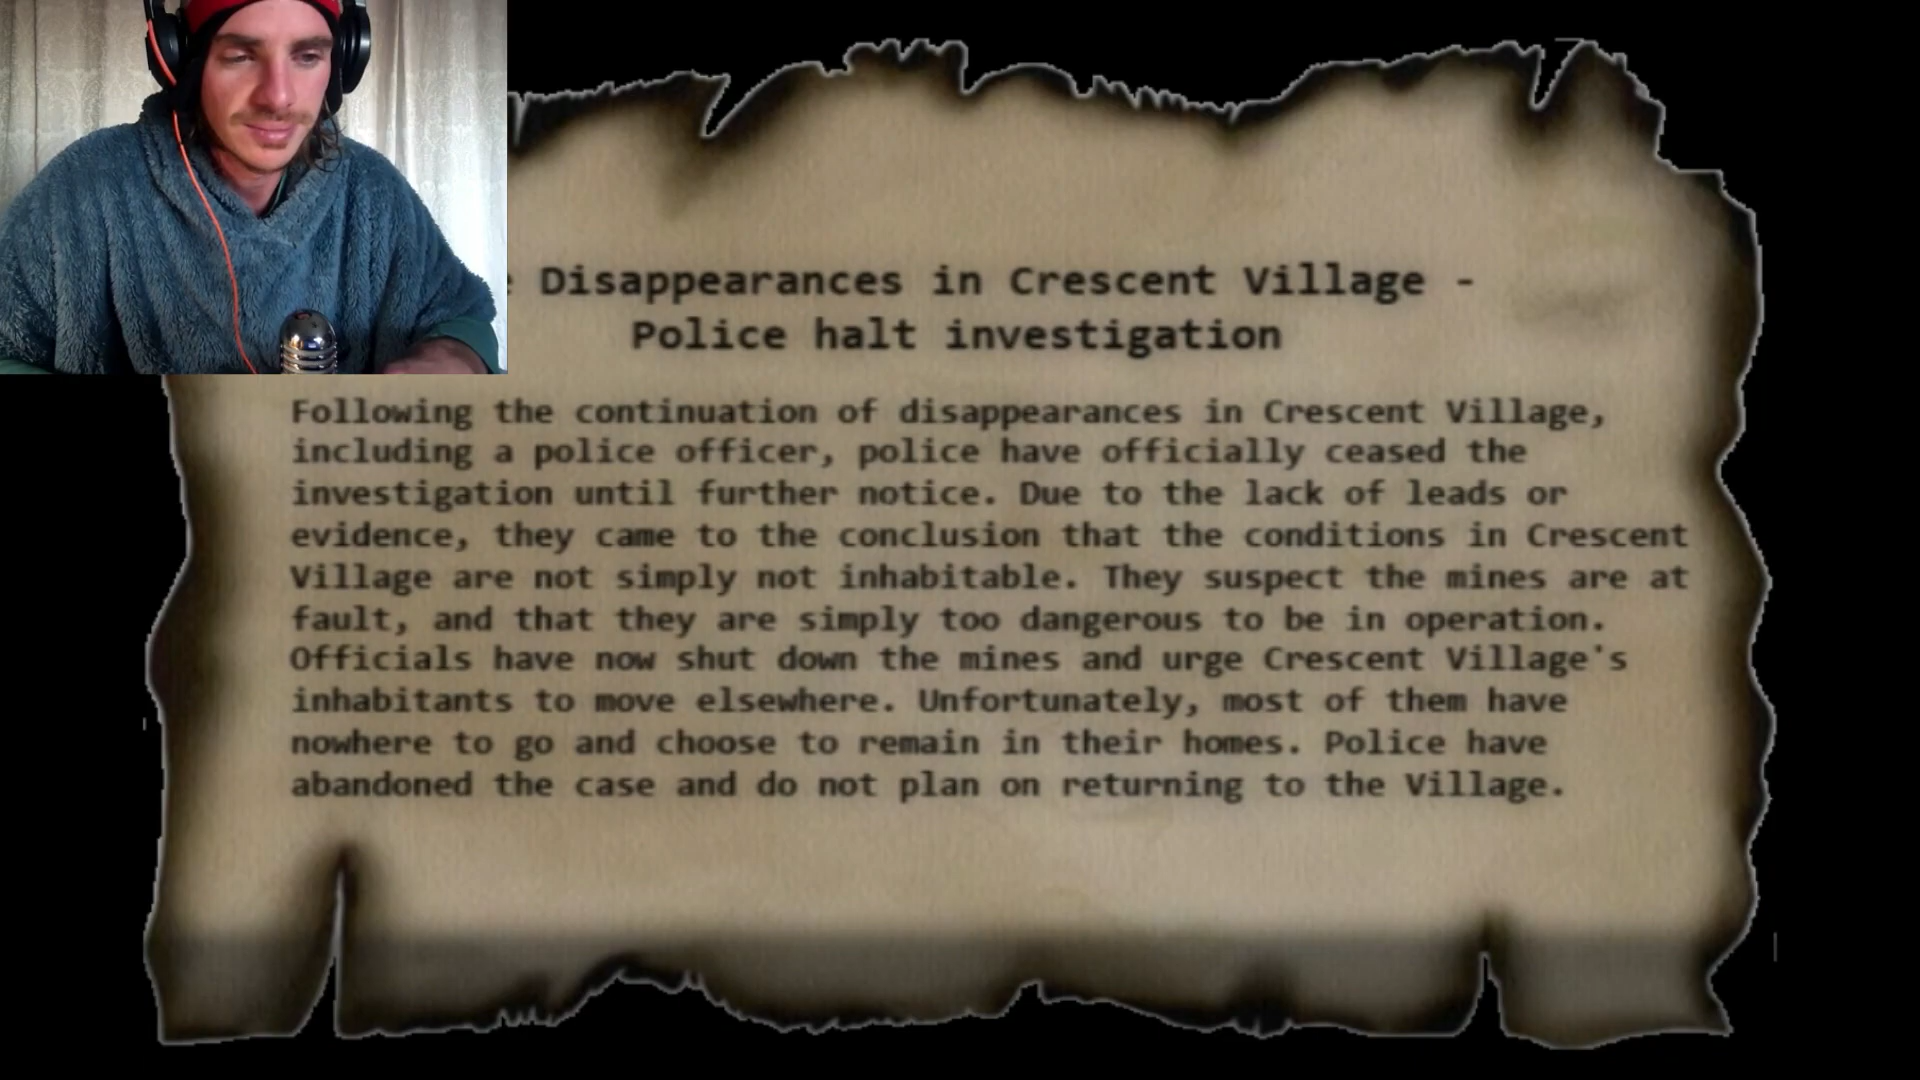 Disappearances in Crescent Village -
Police halt investigation
Following the continuation of disappearances in Crescent Village,
including a police officer, police have officially ceased the
investigation until further notice. Due to the lack of leads or
evidence, they came to the conclusion that the conditions in Crescent
Village are not simply not inhabitable. They suspect the mines are at
fault, and that they are simply too dangerous to be in operation.
Officials have now shut down the mines and urge Crescent Village's
inhabitants to move elsewhere. Unfortunately, most of them have
nowhere to go and choose to remain in their homes. Police have
abandoned the case and do not plan on returning to the Village.